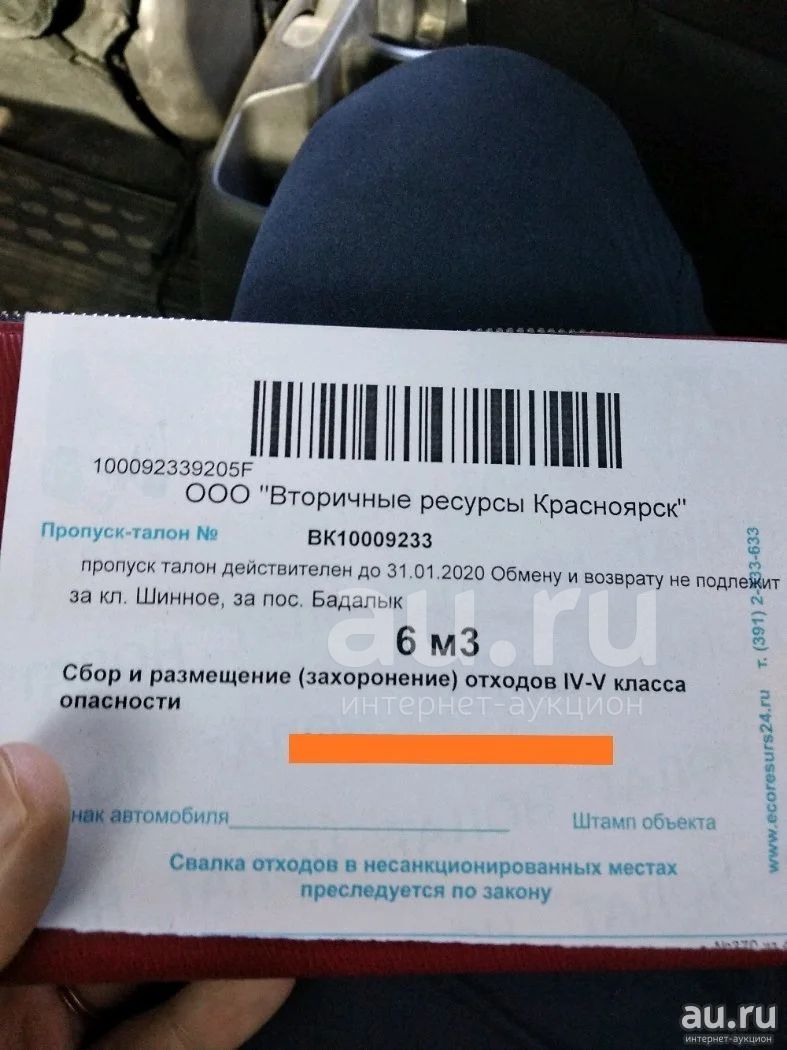 100092339205F
ООО "Вторичные ресурсы Красноярск"
Пропуск-талон № ВК10009233
пропуск талон действителен до 31.01.2020 Обмену и возврату не подлежит
за кл. Шинное, за пос. Бадалык
6 м3
Сбор и размещение (захоронение) отходов IV-V класса
опасности
нак автомобиля
Штамп объекта
Свалка отходов в несанкционированных местах
преследуется по закону
www.ecoresurs24.ru т. (391) 2-633
au.ru
интернет-аукцион
au.ru
интернет-аукцион